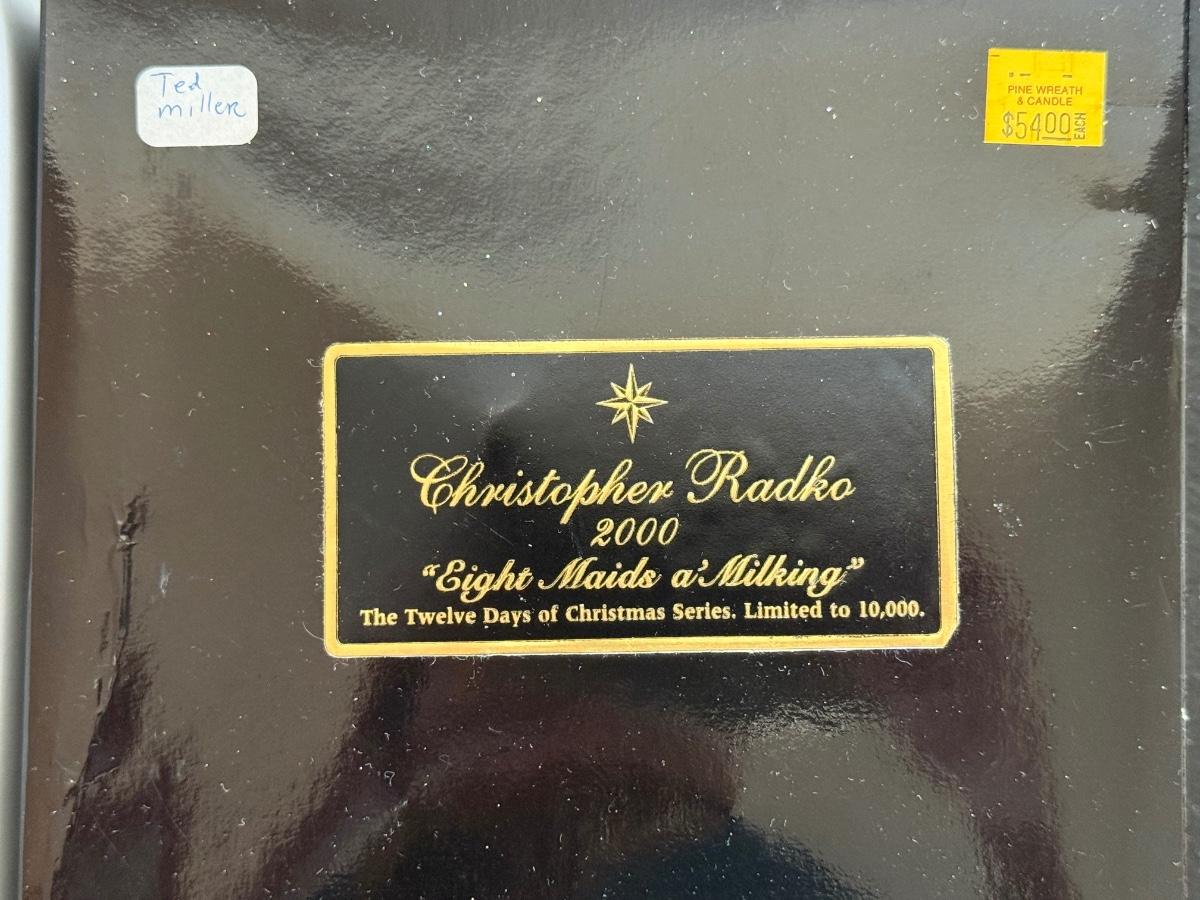 Ted
miller
PINE WREATH
& CANDLE
$5400 EACH
Christopher Radko
2000
“Eight Maids a’Milking”
The Twelve Days of Christmas Series. Limited to 10,000.